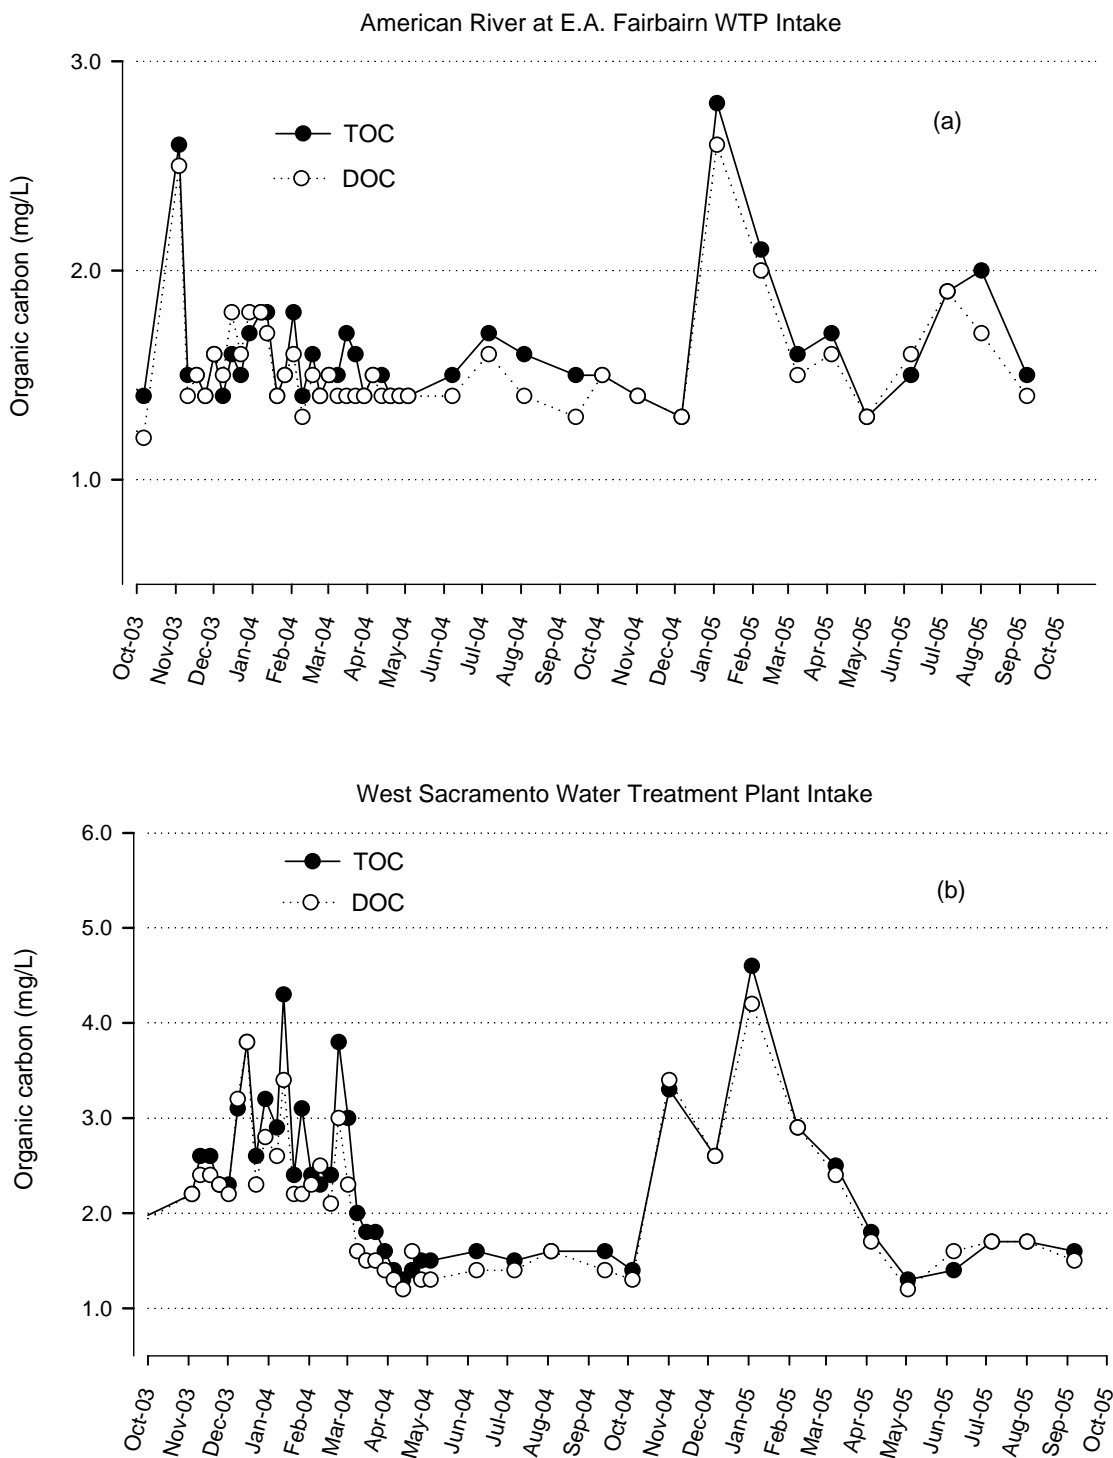 American River at E.A. Fairbairn WTP Intake
3.0
(a)
TOC
DOC
Organic carbon (mg/L)
2.0
1.0
Oct-03 Nov-03 Dec-03 Jan-04 Feb-04 Mar-04 Apr-04 May-04 Jun-04 Jul-04 Aug-04 Sep-04 Oct-04 Nov-04 Dec-04 Jan-05 Feb-05 Mar-05 Apr-05 May-05 Jun-05 Jul-05 Aug-05 Sep-05 Oct-05
West Sacramento Water Treatment Plant Intake
6.0
TOC
(b)
DOC
5.0
Organic carbon (mg/L)
4.0
3.0
2.0
1.0
Oct-03 Nov-03 Dec-03 Jan-04 Feb-04 Mar-04 Apr-04 May-04 Jun-04 Jul-04 Aug-04 Sep-04 Oct-04 Nov-04 Dec-04 Jan-05 Feb-05 Mar-05 Apr-05 May-05 Jun-05 Jul-05 Aug-05 Sep-05 Oct-05